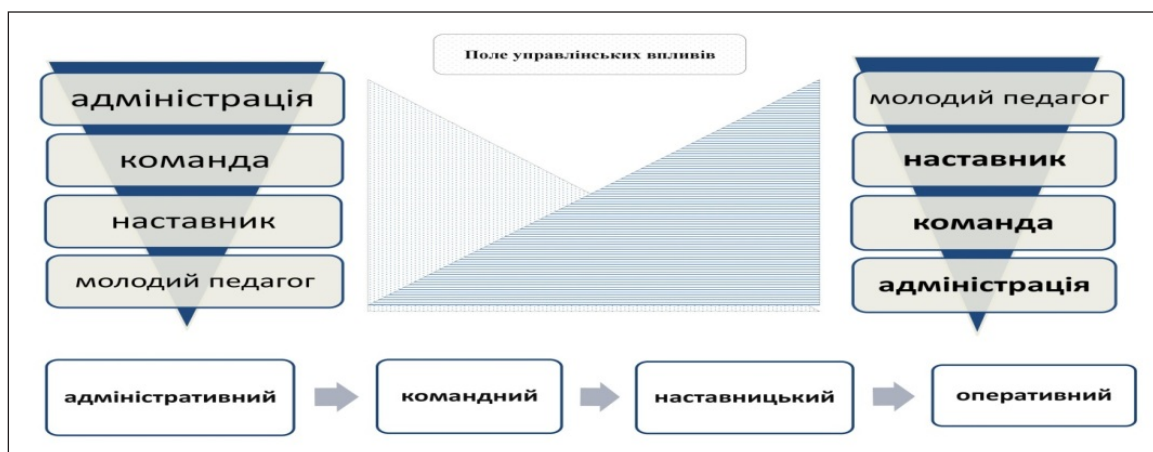 Поле управлінських впливів
адміністрація
команда
наставник
молодий педагог
молодий педагог
наставник
команда
адміністрація
адміністративний
командний
наставницький
оперативний